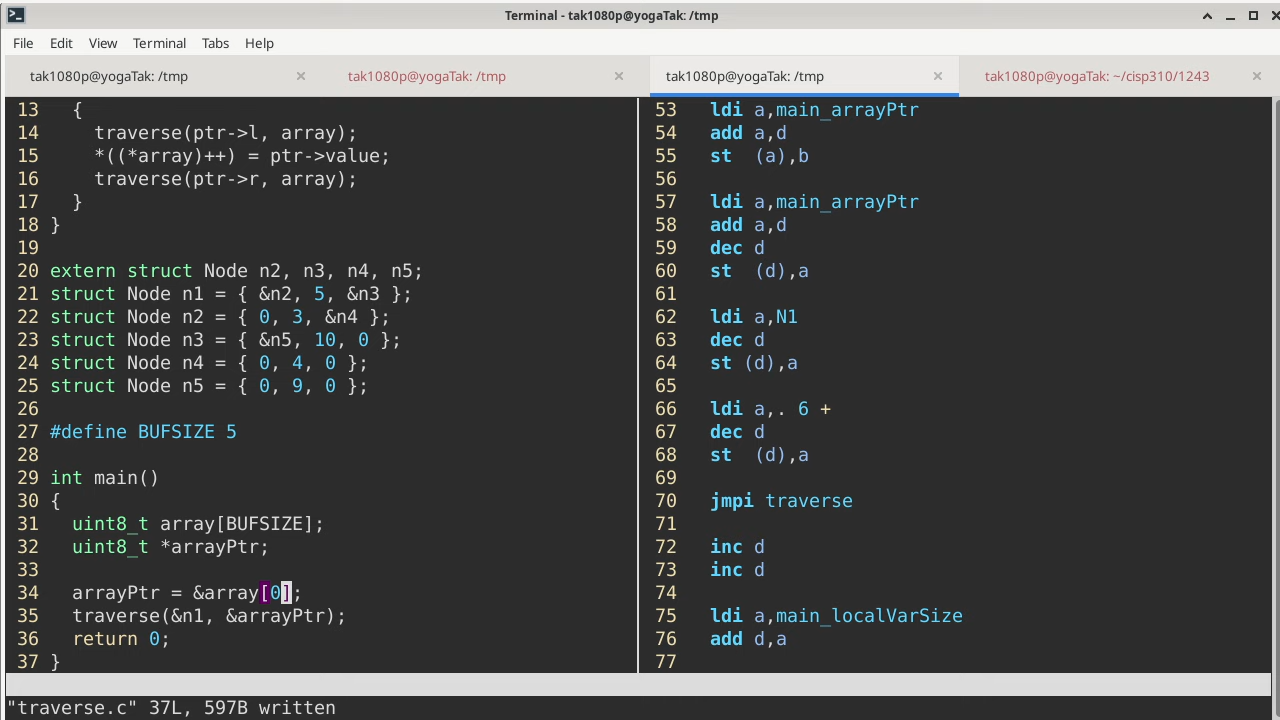 Terminal - tak1080p@yogaTak: /tmp
File Edit View Terminal Tabs Help
tak1080p@yogaTak: /tmp × tak1080p@yogaTak: /tmp × tak1080p@yogaTak: /tmp × tak1080p@yogaTak: ~/cisp310/1243 ×
13   {
14     traverse(ptr->l, array);
15     *((*array)++) = ptr->value;
16     traverse(ptr->r, array);
17   }
18 }
19
20 extern struct Node n2, n3, n4, n5;
21 struct Node n1 = { &n2, 5, &n3 };
22 struct Node n2 = { 0, 3, &n4 };
23 struct Node n3 = { &n5, 10, 0 };
24 struct Node n4 = { 0, 4, 0 };
25 struct Node n5 = { 0, 9, 0 };
26
27 #define BUFSIZE 5
28
29 int main()
30 {
31   uint8_t array[BUFSIZE];
32   uint8_t *arrayPtr;
33
34   arrayPtr = &array[0];
35   traverse(&n1, &arrayPtr);
36   return 0;
37 }
53   ldi a,main_arrayPtr
54   add a,d
55   st  (a),b
56
57   ldi a,main_arrayPtr
58   add a,d
59   dec d
60   st  (d),a
61
62   ldi a,N1
63   dec d
64   st (d),a
65
66   ldi a,. 6 +
67   dec d
68   st  (d),a
69
70   jmpi traverse
71
72   inc d
73   inc d
74
75   ldi a,main_localVarSize
76   add d,a
77
"traverse.c" 37L, 597B written